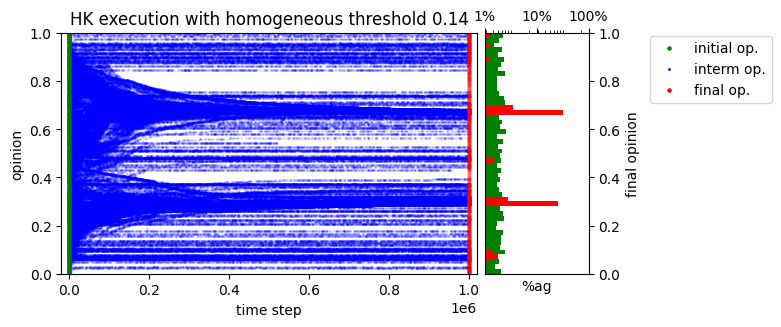 HK execution with homogeneous threshold 0.14
1% 10% 100%
initial op.
interm op.
final op.
opinion
1.0
0.8
0.6
0.4
0.2
0.0
0.0 0.2 0.4 0.6 0.8 1.0
1e6
time step
%ag
1.0
0.8
0.6
0.4
0.2
0.0
final opinion